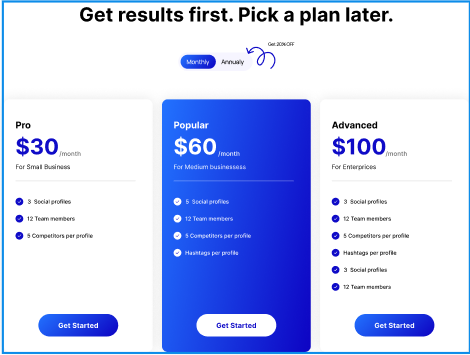 Get results first. Pick a plan later.
Get 20% OFF
Monthly Annualy
Pro
$30/month
For Small Business
3 Social profiles
12 Team members
5 Competitors per profile
Get Started
Popular
$60/month
For Medium businessess
5 Social profiles
12 Team members
5 Competitors per profile
Hashtags per profile
Get Started
Advanced
$100/month
For Enterprices
3 Social profiles
12 Team members
5 Competitors per profile
Hashtags per profile
3 Social profiles
12 Team members
Get Started